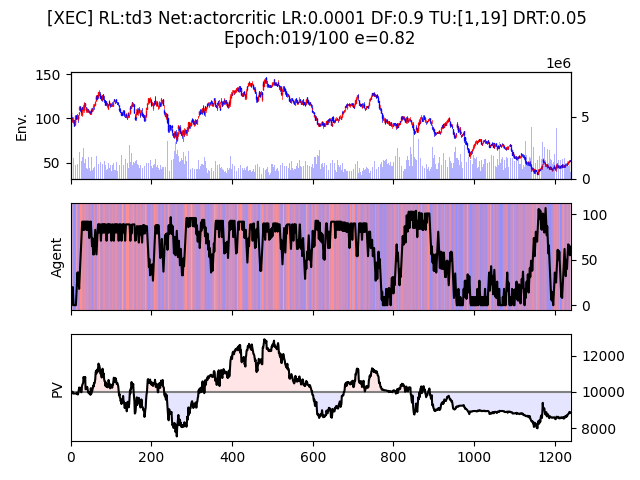 [XEC] RL:td3 Net:actorcritic LR:0.0001 DF:0.9 TU:[1,19] DRT:0.05
Epoch:019/100 e=0.82
1e6
150
100
50
Env.
5
0
Agent
100
50
0
PV
12000
10000
8000
0 200 400 600 800 1000 1200